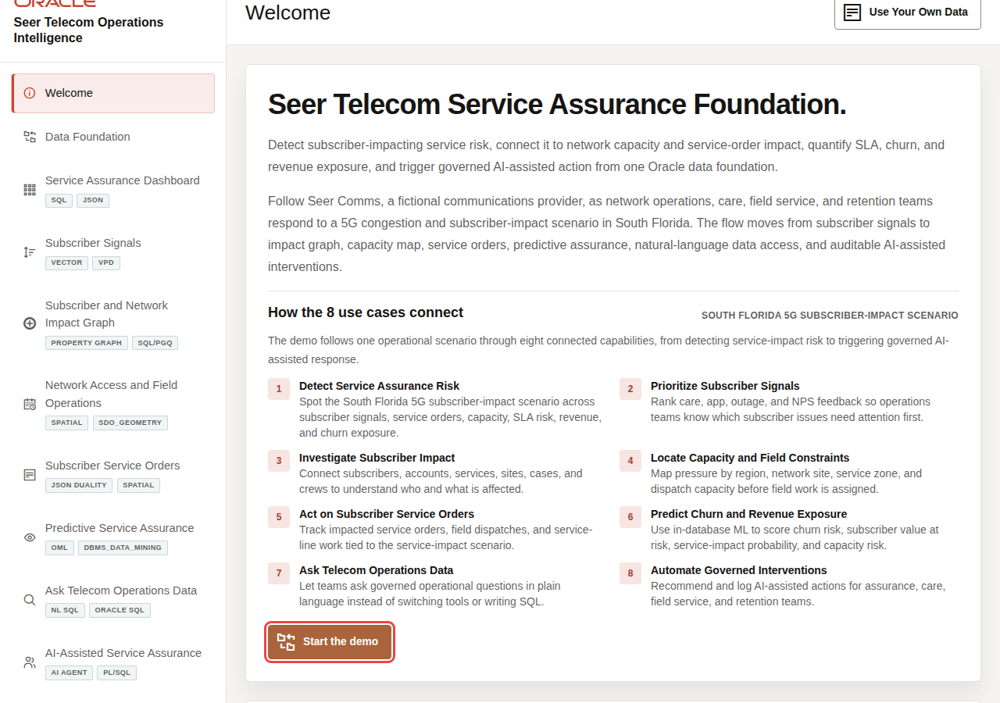 ORACLE
Seer Telecom Operations
Intelligence
Welcome
Data Foundation
Service Assurance Dashboard
SQL JSON
Subscriber Signals
VECTOR VPD
Subscriber and Network
Impact Graph
PROPERTY GRAPH SQL/PGQ
Network Access and Field
Operations
SPATIAL SDO_GEOMETRY
Subscriber Service Orders
JSON DUALITY SPATIAL
Predictive Service Assurance
OML DBMS_DATA_MINING
Ask Telecom Operations Data
NL SQL ORACLE SQL
AI-Assisted Service Assurance
AI AGENT PL/SQL
Welcome
Use Your Own Data
Seer Telecom Service Assurance Foundation.
Detect subscriber-impacting service risk, connect it to network capacity and service-order impact, quantify SLA, churn, and
revenue exposure, and trigger governed AI-assisted action from one Oracle data foundation.
Follow Seer Comms, a fictional communications provider, as network operations, care, field service, and retention teams
respond to a 5G congestion and subscriber-impact scenario in South Florida. The flow moves from subscriber signals to
impact graph, capacity map, service orders, predictive assurance, natural-language data access, and auditable AI-assisted
interventions.
How the 8 use cases connect
SOUTH FLORIDA 5G SUBSCRIBER-IMPACT SCENARIO
The demo follows one operational scenario through eight connected capabilities, from detecting service-impact risk to triggering governed AI-
assisted response.
1 Detect Service Assurance Risk
Spot the South Florida 5G subscriber-impact scenario across
subscriber signals, service orders, capacity, SLA risk, revenue,
and churn exposure.
2 Prioritize Subscriber Signals
Rank care, app, outage, and NPS feedback so operations
teams know which subscriber issues need attention first.
3 Investigate Subscriber Impact
Connect subscribers, accounts, services, sites, cases, and
crews to understand who and what is affected.
4 Locate Capacity and Field Constraints
Map pressure by region, network site, service zone, and
dispatch capacity before field work is assigned.
5 Act on Subscriber Service Orders
Track impacted service orders, field dispatches, and service-
line work tied to the service-impact scenario.
6 Predict Churn and Revenue Exposure
Use in-database ML to score churn risk, subscriber value at
risk, service-impact probability, and capacity risk.
7 Ask Telecom Operations Data
Let teams ask governed operational questions in plain
language instead of switching tools or writing SQL.
8 Automate Governed Interventions
Recommend and log AI-assisted actions for assurance, care,
field service, and retention teams.
Start the demo